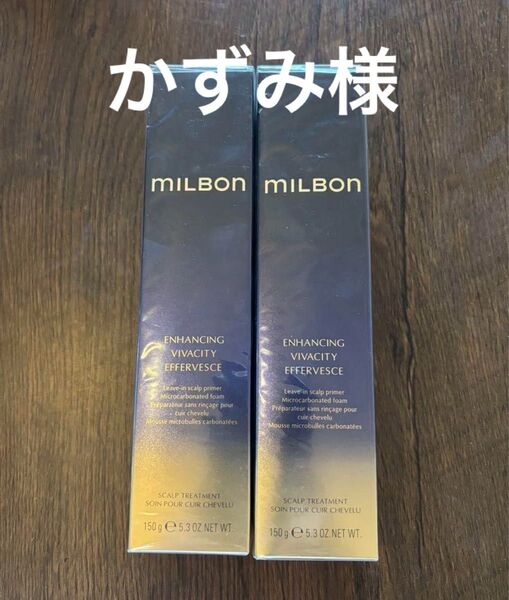 かずみ様
MILBON
ENHANCING
VIVACITY
EFFERVESCE
Leave-in scalp primer
Microcarbonated foam
Préparateur sans rinçage pour
cuir chevelu
Mousse microbulles carbonatées
SCALP TREATMENT
SOIN POUR CUIR CHEVELU
150 g ℮ 5.3 OZ. NET WT.
MILBON
ENHANCING
VIVACITY
EFFERVESCE
Leave-in scalp primer
Microcarbonated foam
Préparateur sans rinçage pour
cuir chevelu
Mousse microbulles carbonatées
SCALP TREATMENT
SOIN POUR CUIR CHEVELU
150 g ℮ 5.3 OZ. NET WT.